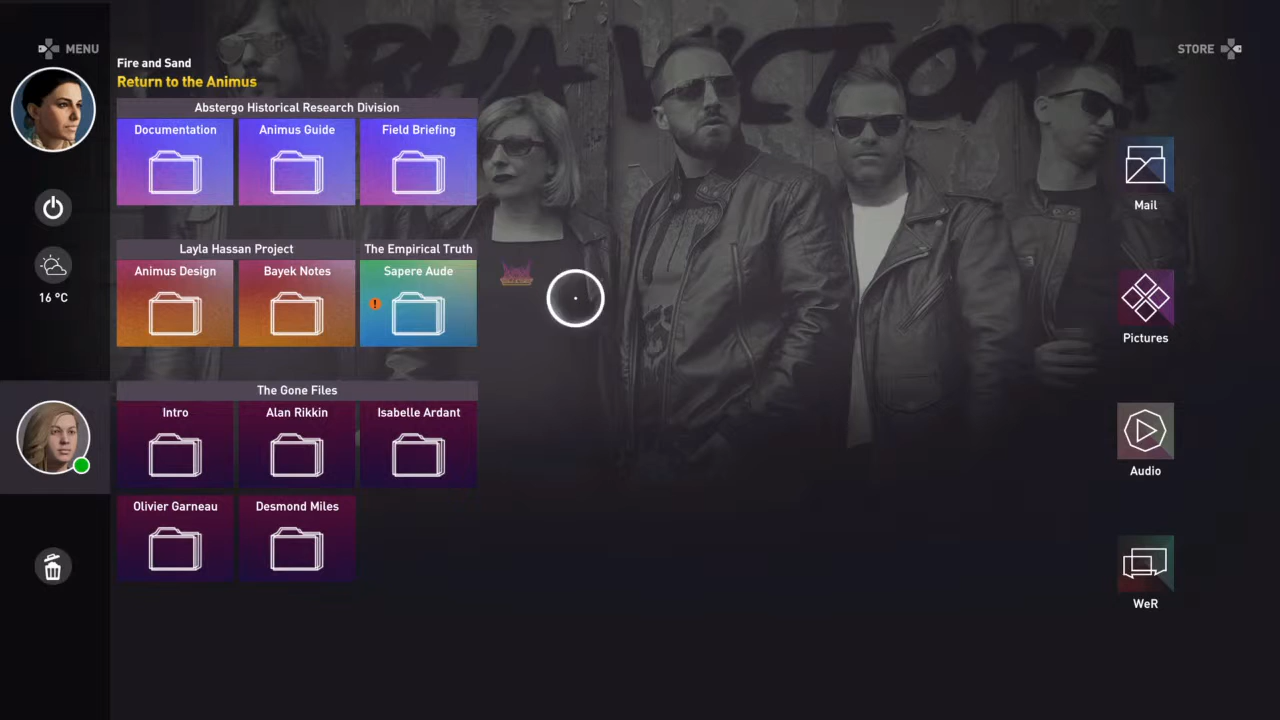 MENU
STORE
Fire and Sand
Return to the Animus
Abstergo Historical Research Division
Documentation
Animus Guide
Field Briefing
Layla Hassan Project
The Empirical Truth
Animus Design
Bayek Notes
Sapere Aude
!
16 °C
The Gone Files
Intro
Alan Rikkin
Isabelle Ardant
Olivier Garneau
Desmond Miles
Mail
Pictures
Audio
WeR
VICTORIA